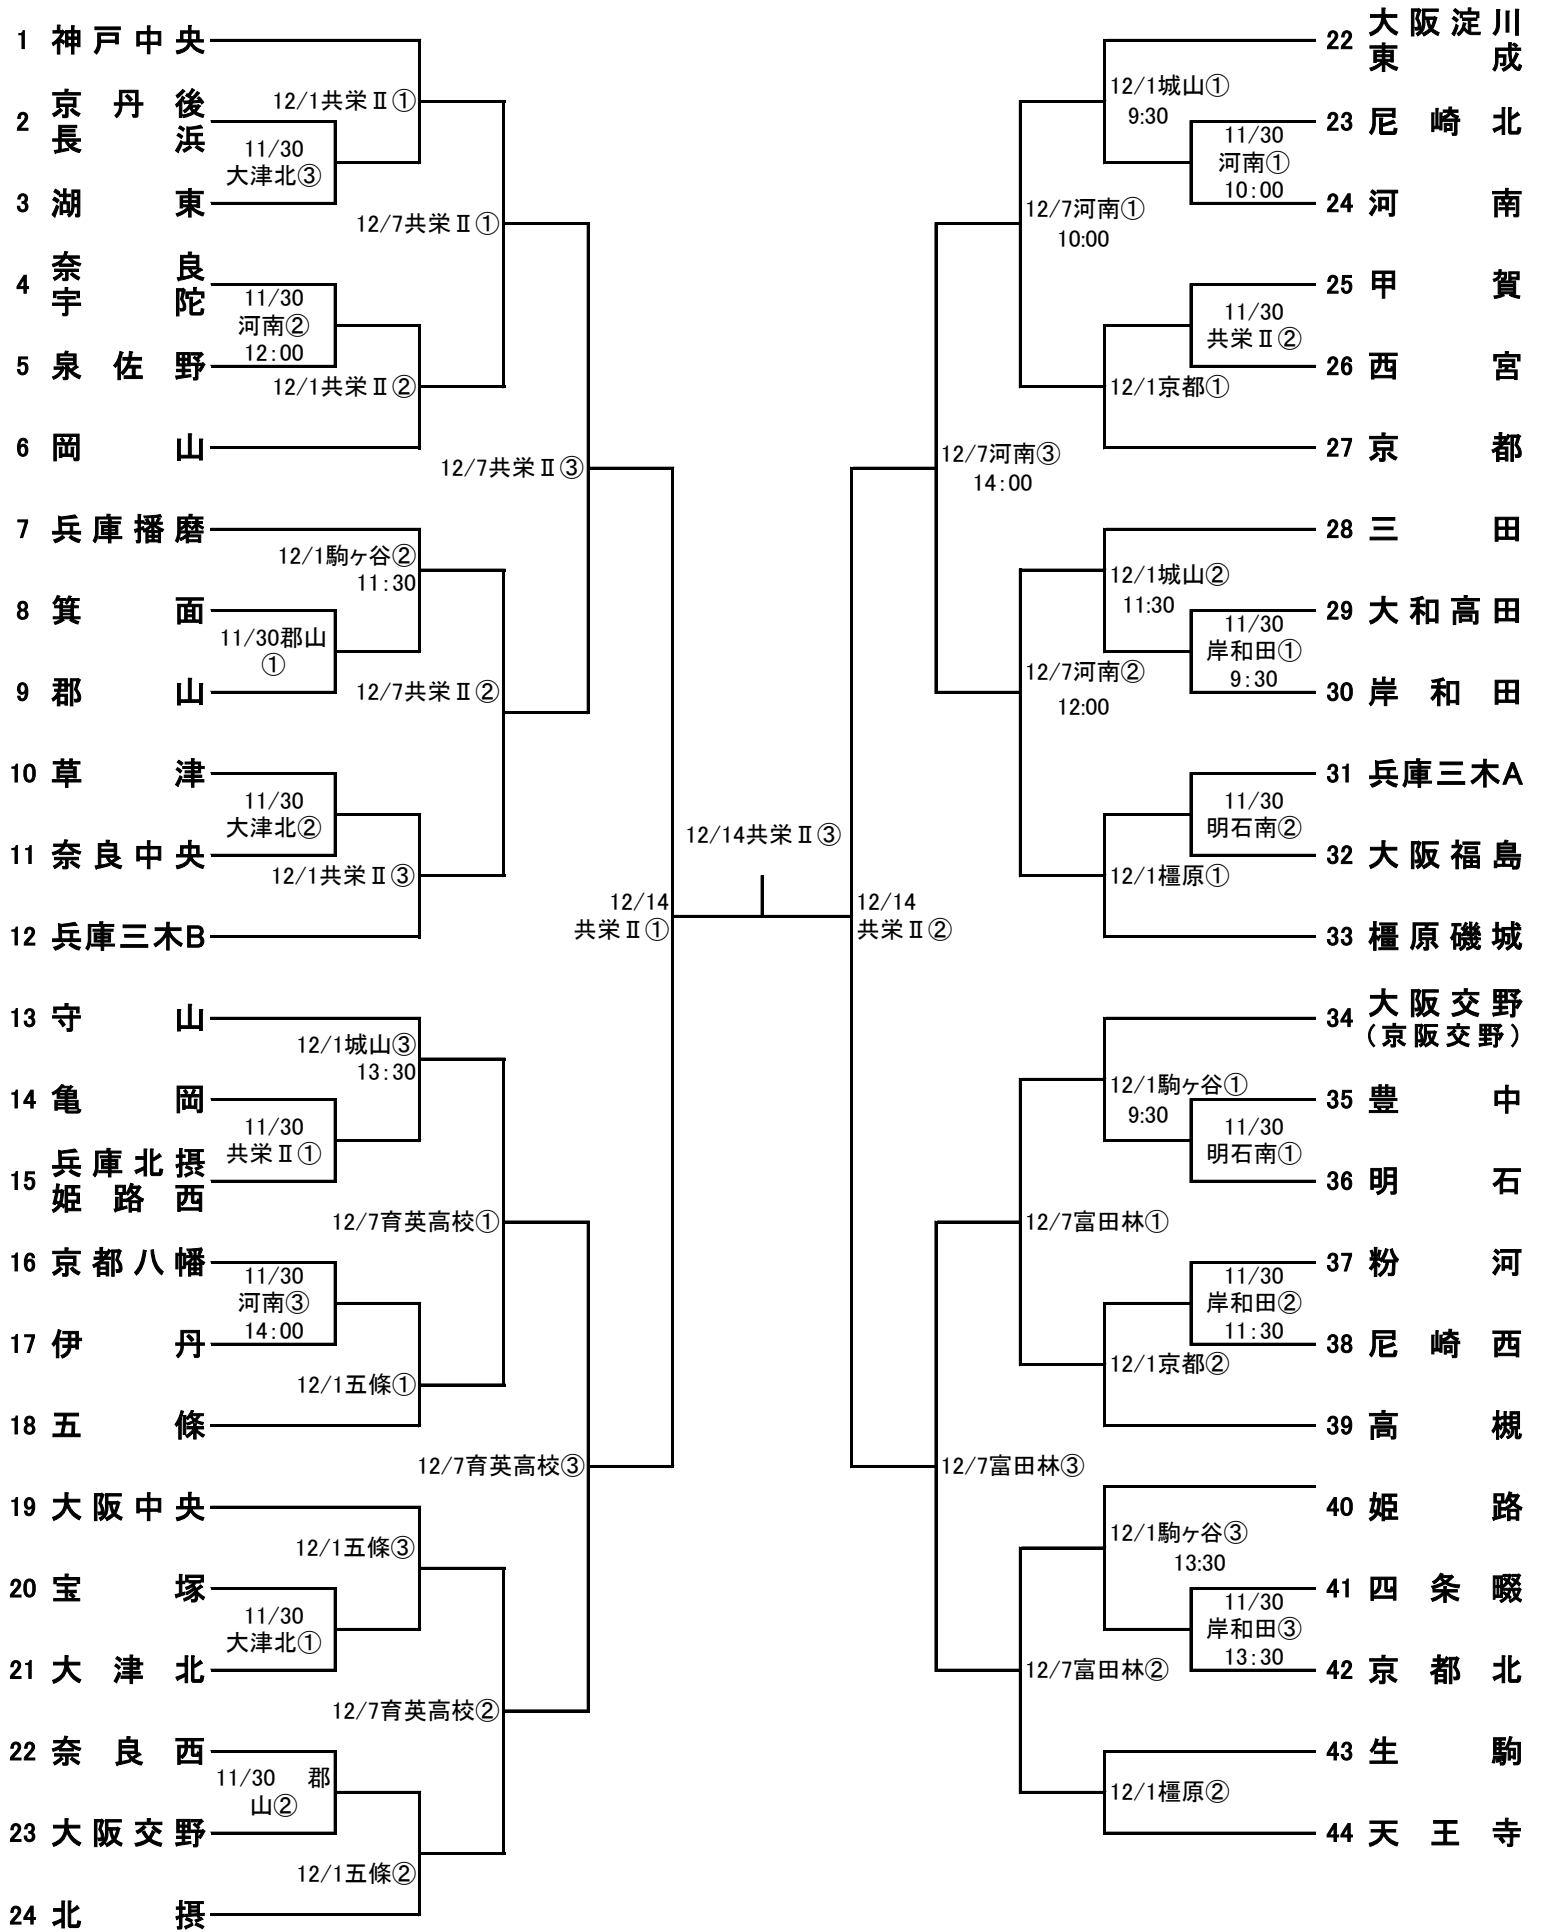 1 神戸中央
12/1共栄Ⅱ①
2 京丹後
長浜
11/30
大津北③
3 湖東
12/7共栄Ⅱ①
4 奈良
宇陀
11/30
河南②
12:00
5 泉佐野
12/1共栄Ⅱ②
6 岡山
12/7共栄Ⅱ③
7 兵庫播磨
12/1駒ヶ谷②
11:30
8 箕面
11/30郡山
①
9 郡山
12/7共栄Ⅱ②
10 草津
11/30
大津北②
11 奈良中央
12/1共栄Ⅱ③
12 兵庫三木B
12/14
共栄Ⅱ①
13 守山
12/1城山③
13:30
14 亀岡
11/30
共栄Ⅱ①
15 兵庫北摂
姫路西
12/7育英高校①
16 京都八幡
11/30
河南③
14:00
17 伊丹
12/1五條①
18 五條
12/7育英高校③
19 大阪中央
12/1五條③
20 宝塚
11/30
大津北①
21 大津北
12/7育英高校②
22 奈良西
11/30 郡
山②
23 大阪交野
12/1五條②
24 北摂
12/14共栄Ⅱ③
22 大阪淀川
東成
12/1城山①
9:30
23 尼崎北
11/30
河南①
10:00
24 河南
12/7河南①
10:00
25 甲賀
11/30
共栄Ⅱ②
26 西宮
12/1京都①
27 京都
12/7河南③
14:00
28 三田
12/1城山②
11:30
29 大和高田
11/30
岸和田①
9:30
30 岸和田
12/7河南②
12:00
31 兵庫三木A
11/30
明石南②
32 大阪福島
12/1橿原①
33 橿原磯城
12/14
共栄Ⅱ②
34 大阪交野
（京阪交野）
12/1駒ヶ谷①
9:30
35 豊中
11/30
明石南①
36 明石
12/7富田林①
37 粉河
11/30
岸和田②
11:30
38 尼崎西
12/1京都②
39 高槻
12/7富田林③
40 姫路
12/1駒ヶ谷③
13:30
41 四条畷
11/30
岸和田③
13:30
42 京都北
12/7富田林②
43 生駒
12/1橿原②
44 天王寺